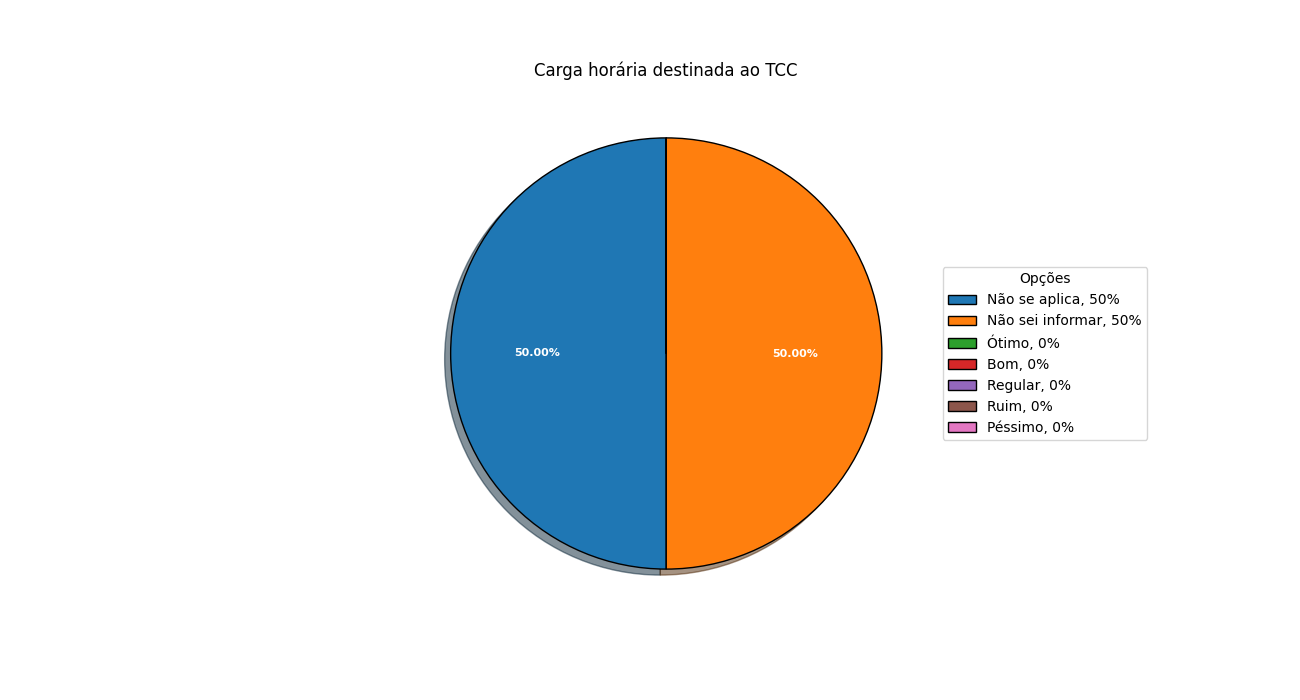 Carga horária destinada ao TCC
50.00%
50.00%
Opções
Não se aplica, 50%
Não sei informar, 50%
Ótimo, 0%
Bom, 0%
Regular, 0%
Ruim, 0%
Péssimo, 0%